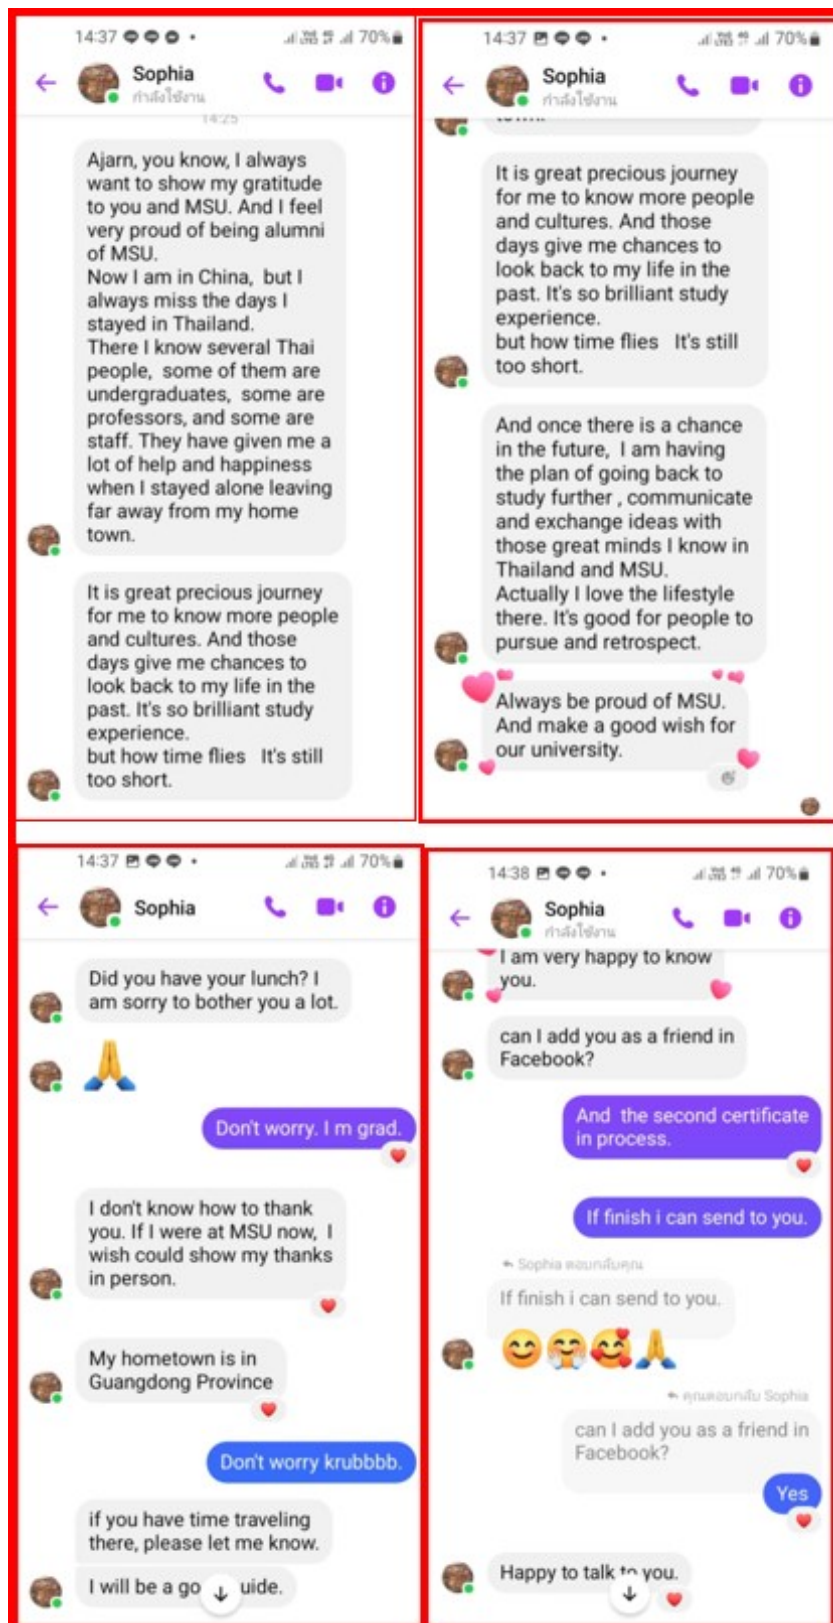 14:37
70%
Sophia
กำลังใช้งาน
14:25
Ajarn, you know, I always
want to show my gratitude
to you and MSU. And I feel
very proud of being alumni
of MSU.
Now I am in China, but I
always miss the days I
stayed in Thailand.
There I know several Thai
people, some of them are
undergraduates, some are
professors, and some are
staff. They have given me a
lot of help and happiness
when I stayed alone leaving
far away from my home
town.
It is great precious journey
for me to know more people
and cultures. And those
days give me chances to
look back to my life in the
past. It's so brilliant study
experience.
but how time flies It's still
too short.
14:37
70%
Sophia
กำลังใช้งาน
town.
It is great precious journey
for me to know more people
and cultures. And those
days give me chances to
look back to my life in the
past. It's so brilliant study
experience.
but how time flies It's still
too short.
And once there is a chance
in the future, I am having
the plan of going back to
study further , communicate
and exchange ideas with
those great minds I know in
Thailand and MSU.
Actually I love the lifestyle
there. It's good for people to
pursue and retrospect.
Always be proud of MSU.
And make a good wish for
our university.
14:37
70%
Sophia
Did you have your lunch? I
am sorry to bother you a lot.
Don't worry. I m grad.
I don't know how to thank
you. If I were at MSU now, I
wish could show my thanks
in person.
My hometown is in
Guangdong Province
Don't worry krubbbb.
if you have time traveling
there, please let me know.
I will be a go uide.
14:38
70%
Sophia
กำลังใช้งาน
I am very happy to know
you.
can I add you as a friend in
Facebook?
And the second certificate
in process.
If finish i can send to you.
Sophia ตอบกลับคุณ
If finish i can send to you.
คุณตอบกลับ Sophia
can I add you as a friend in
Facebook?
Yes
Happy to talk to you.